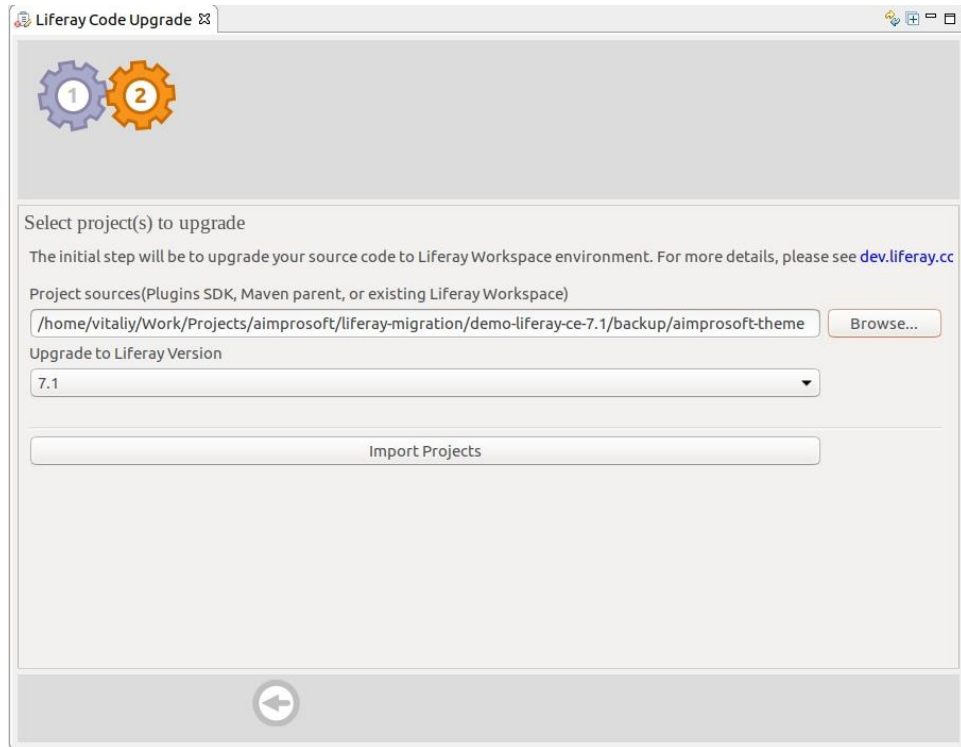 Liferay Code Upgrade
1 2
Select project(s) to upgrade
The initial step will be to upgrade your source code to Liferay Workspace environment. For more details, please see dev.liferay.cc
Project sources(Plugins SDK, Maven parent, or existing Liferay Workspace)
/home/vitaliy/Work/Projects/aimprosoft/liferay-migration/demo-liferay-ce-7.1/backup/aimprosoft-theme Browse...
Upgrade to Liferay Version
7.1
Import Projects